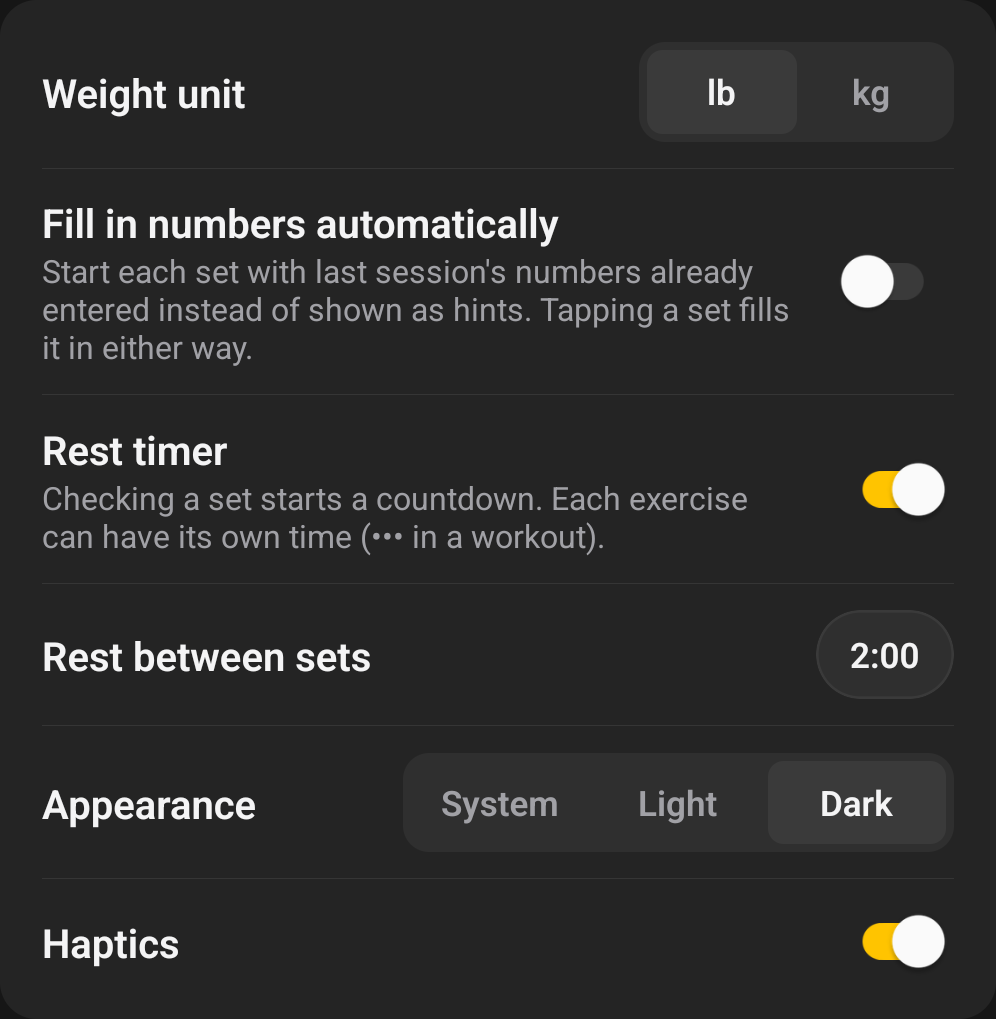 Weight unit
lb
kg
Fill in numbers automatically
Start each set with last session's numbers already
entered instead of shown as hints. Tapping a set fills
it in either way.
Rest timer
Checking a set starts a countdown. Each exercise
can have its own time (••• in a workout).
Rest between sets
2:00
Appearance
System
Light
Dark
Haptics